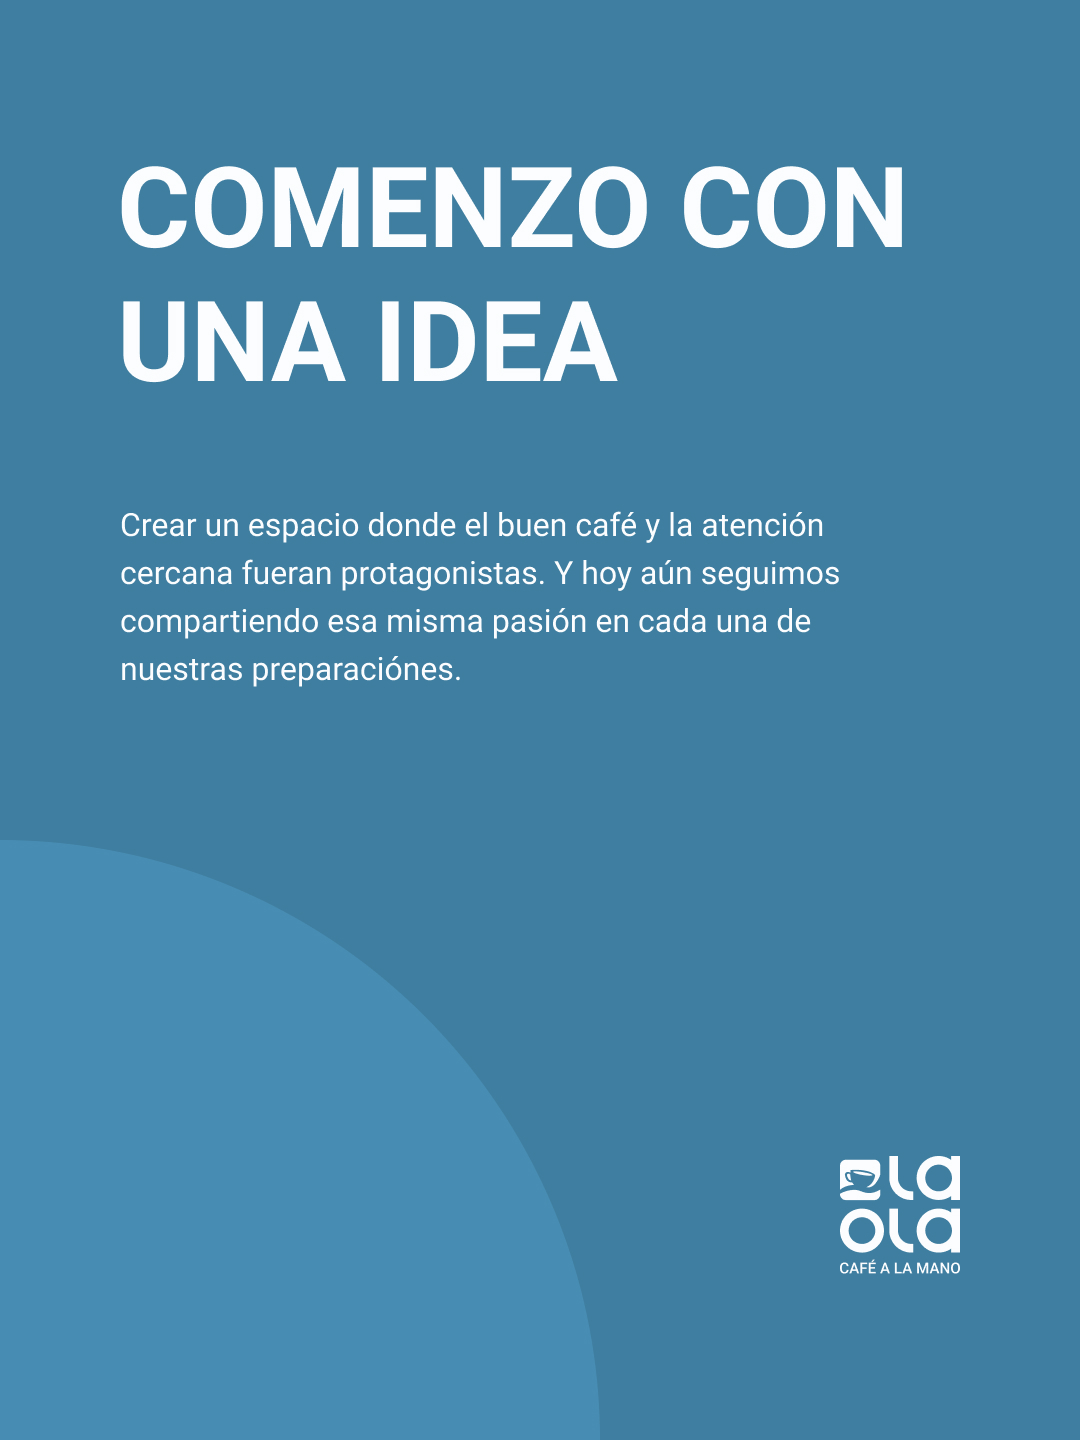 COMENZO CON
UNA IDEA
Crear un espacio donde el buen café y la atención
cercana fueran protagonistas. Y hoy aún seguimos
compartiendo esa misma pasión en cada una de
nuestras preparaciónes.
la
ola
CAFÉ A LA MANO